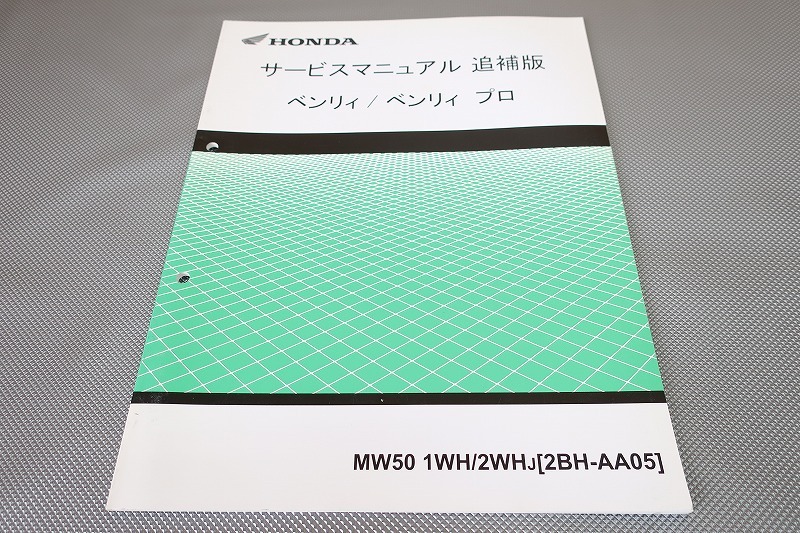 HONDA
サービスマニュアル 追補版
ベンリィ / ベンリィ プロ
MW50 1WH/2WHJ[2BH-AA05]